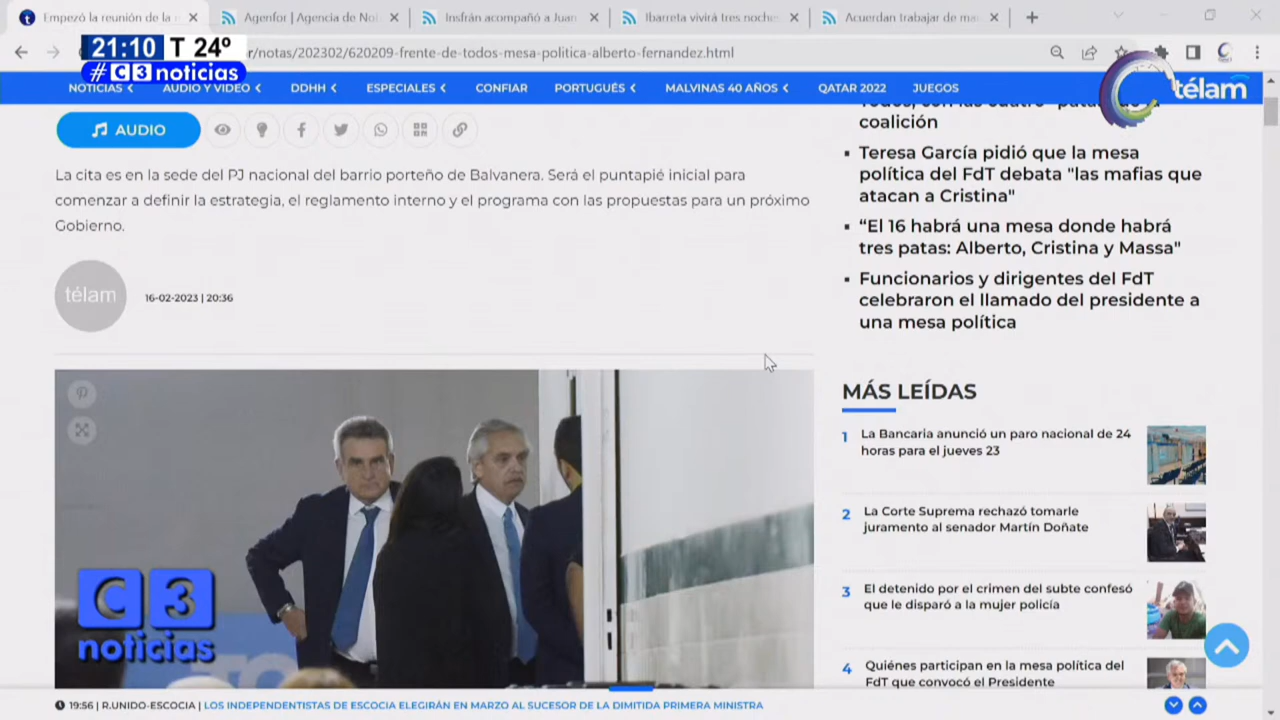 Empezó la reunión de la
Agenfor | Agencia de Not
Insfrán acompañó a Juan
Ibarreta vivirá tres noche
Acuerdan trabajar de ma
21:10 T 24º
r/notas/202302/620209-frente-de-todos-mesa-politica-alberto-fernandez.html
#C3 noticias
NOTICIAS
AUDIO Y VIDEO
DDHH
ESPECIALES
CONFIAR
PORTUGUÉS
MALVINAS 40 AÑOS
QATAR 2022
JUEGOS
télam
AUDIO
La cita es en la sede del PJ nacional del barrio porteño de Balvanera. Será el puntapié inicial para
comenzar a definir la estrategia, el reglamento interno y el programa con las propuestas para un próximo
Gobierno.
télam
16-02-2023 | 20:36
C3
noticias
coalición
Teresa García pidió que la mesa
política del FdT debata "las mafias que
atacan a Cristina"
“El 16 habrá una mesa donde habrá
tres patas: Alberto, Cristina y Massa"
Funcionarios y dirigentes del FdT
celebraron el llamado del presidente a
una mesa política
MÁS LEÍDAS
1 La Bancaria anunció un paro nacional de 24
horas para el jueves 23
2 La Corte Suprema rechazó tomarle
juramento al senador Martín Doñate
3 El detenido por el crimen del subte confesó
que le disparó a la mujer policía
4 Quiénes participan en la mesa política del
FdT que convocó el Presidente
19:56 | R.UNIDO-ESCOCIA | LOS INDEPENDENTISTAS DE ESCOCIA ELEGIRÁN EN MARZO AL SUCESOR DE LA DIMITIDA PRIMERA MINISTRA